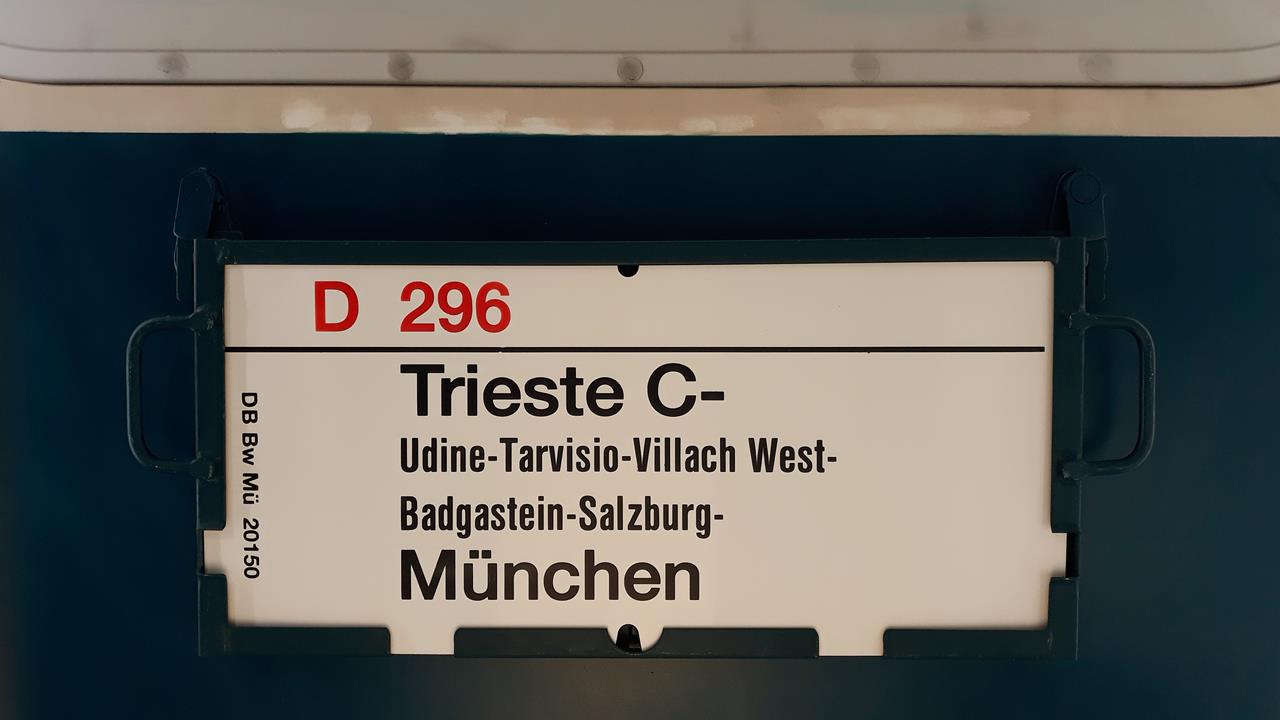 D 296
Trieste C-
Udine-Tarvisio-Villach West-
Badgastein-Salzburg-
München
DB Bw Mü 20150